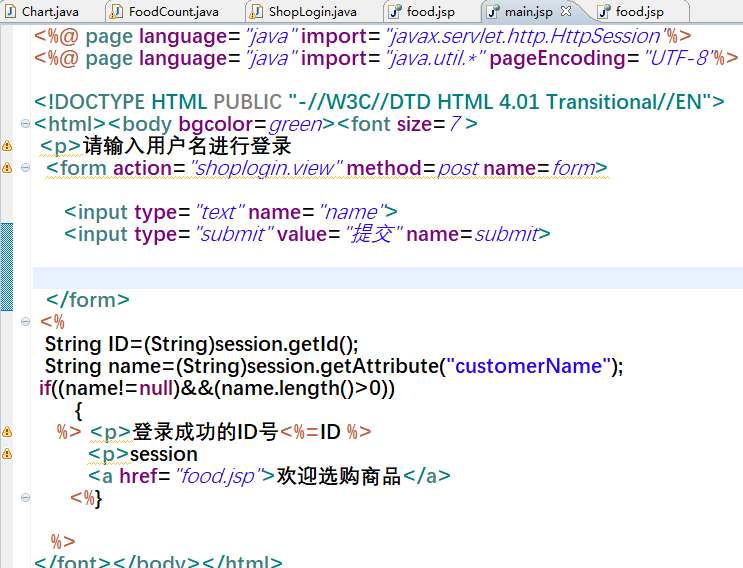 Chart.java FoodCount.java ShopLogin.java food.jsp main.jsp food.jsp
<%@ page language="java" import="javax.servlet.http.HttpSession"%>
<%@ page language="java" import="java.util.*" pageEncoding="UTF-8"%>
<!DOCTYPE HTML PUBLIC "-//W3C//DTD HTML 4.01 Transitional//EN">
<html><body bgcolor=green><font size=7 >
<p>请输入用户名进行登录
<form action="shoplogin.view" method=post name=form>
<input type="text" name="name">
<input type="submit" value="提交" name=submit>
</form>
<%
String ID=(String)session.getId();
String name=(String)session.getAttribute("customerName");
if((name!=null)&&(name.length()>0))
{
%> <p>登录成功的ID号<%=ID %>
<p>session
<a href="food.jsp">欢迎选购商品</a>
<%}
%>
</font></body></html>